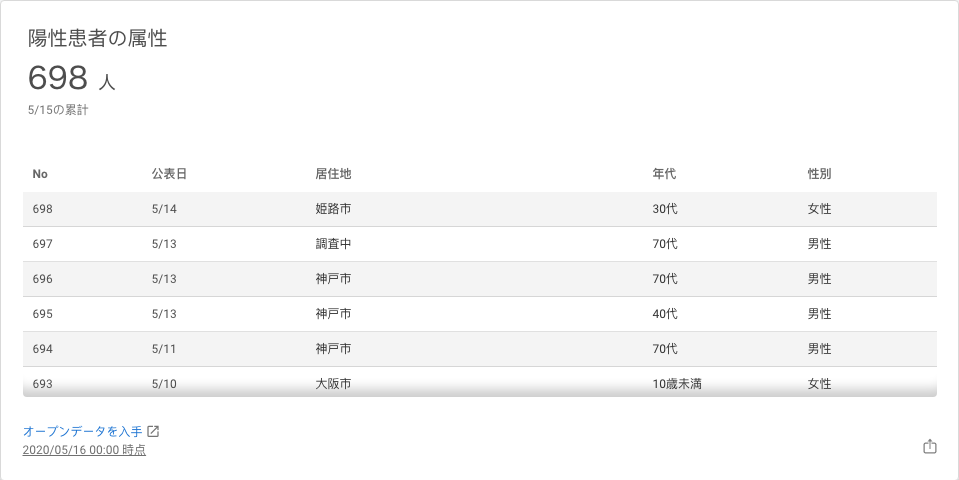 陽性患者の属性
698 人
5/15の累計
No 公表日 居住地 年代 性別
698 5/14 姫路市 30代 女性
697 5/13 調査中 70代 男性
696 5/13 神戸市 70代 男性
695 5/13 神戸市 40代 男性
694 5/11 神戸市 70代 男性
693 5/10 大阪市 10歳未満 女性
オープンデータを入手
2020/05/16 00:00 時点